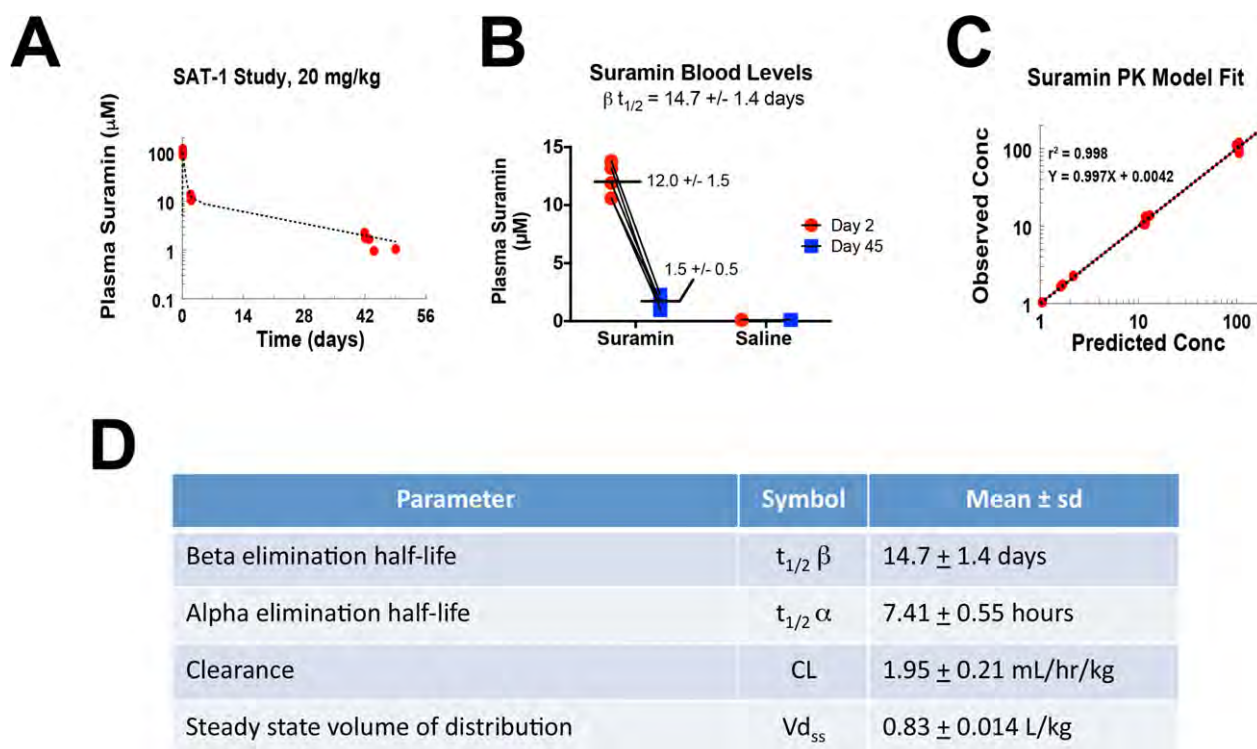 A
SAT-1 Study, 20 mg/kg
Plasma Suramin (µM)
100
10
1
0.1
0
14
28
42
56
Time (days)
B
Suramin Blood Levels
β t1/2 = 14.7 +/- 1.4 days
Plasma Suramin
(µM)
15
10
5
0
12.0 +/- 1.5
1.5 +/- 0.5
Day 2
Day 45
Suramin
Saline
C
Suramin PK Model Fit
Observed Conc
100
10
1
r² = 0.998
Y = 0.997X + 0.0042
1
10
100
Predicted Conc
D
Parameter Symbol Mean ± sd
Beta elimination half-life t1/2 β 14.7 ± 1.4 days
Alpha elimination half-life t1/2 α 7.41 ± 0.55 hours
Clearance CL 1.95 ± 0.21 mL/hr/kg
Steady state volume of distribution Vdss 0.83 ± 0.014 L/kg